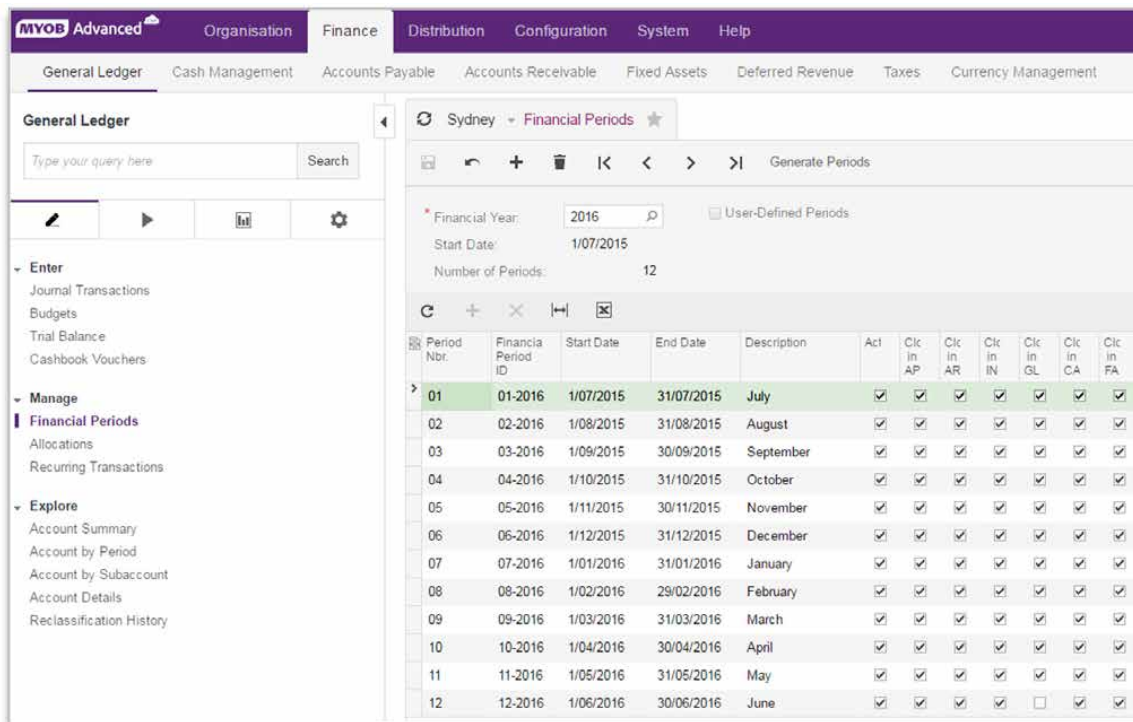 MYOB Advanced Organisation Finance Distribution Configuration System Help
General Ledger Cash Management Accounts Payable Accounts Receivable Fixed Assets Deferred Revenue Taxes Currency Management
General Ledger
Type your query here Search
Enter
Journal Transactions
Budgets
Trial Balance
Cashbook Vouchers
Manage
Financial Periods
Allocations
Recurring Transactions
Explore
Account Summary
Account by Period
Account by Subaccount
Account Details
Reclassification History
Sydney Financial Periods
Generate Periods
* Financial Year: 2016 User-Defined Periods
Start Date: 1/07/2015
Number of Periods: 12
Period Nbr. Financia Period ID Start Date End Date Description Act Clc in AP Clc in AR Clc in IN Clc in GL Clc in CA Clc in FA
01 01-2016 1/07/2015 31/07/2015 July
02 02-2016 1/08/2015 31/08/2015 August
03 03-2016 1/09/2015 30/09/2015 September
04 04-2016 1/10/2015 31/10/2015 October
05 05-2016 1/11/2015 30/11/2015 November
06 06-2016 1/12/2015 31/12/2015 December
07 07-2016 1/01/2016 31/01/2016 January
08 08-2016 1/02/2016 29/02/2016 February
09 09-2016 1/03/2016 31/03/2016 March
10 10-2016 1/04/2016 30/04/2016 April
11 11-2016 1/05/2016 31/05/2016 May
12 12-2016 1/06/2016 30/06/2016 June